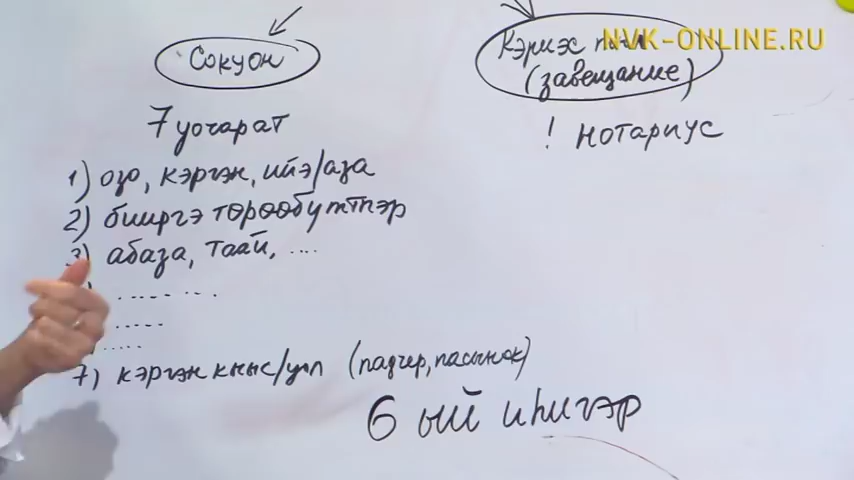 Сокуон
7 уочарат
1) оҕо, кэргэн, ийэ/аҕа
2) бииргэ төрөөбүттэр
3) абаҕа, таай, ....
.......
.....
.....
7) кэргэн кыыс/уол (падчер, пасынок)
6 ый иһигэр
Кэриэс
(завещание)
! нотариус
NVK-ONLINE.RU